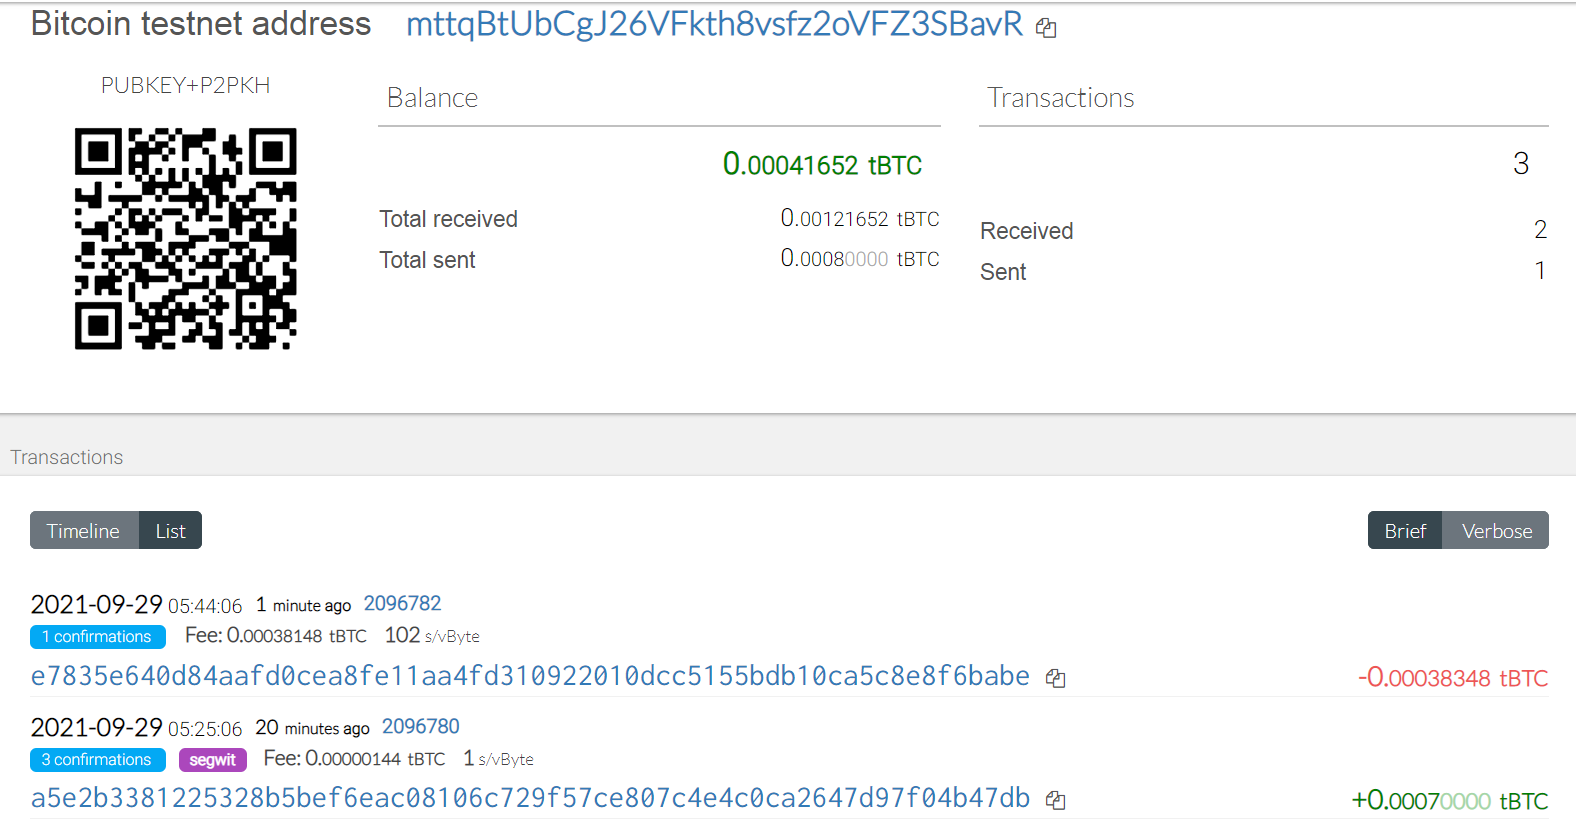 Bitcoin testnet address mttqBtUbCgJ26VFkth8vsfz2oVFZ3SBavR
PUBKEY+P2PKH
Balance
0.00041652 tBTC
Total received 0.00121652 tBTC
Total sent 0.00080000 tBTC
Transactions
3
Received 2
Sent 1
Transactions
Timeline List Brief Verbose
2021-09-29 05:44:06 1 minute ago 2096782
1 confirmations Fee: 0.00038148 tBTC 102 s/vByte
e7835e640d84aafd0cea8fe11aa4fd310922010dcc5155bdb10ca5c8e8f6babe -0.00038348 tBTC
2021-09-29 05:25:06 20 minutes ago 2096780
3 confirmations segwit Fee: 0.00000144 tBTC 1 s/vByte
a5e2b3381225328b5bef6eac08106c729f57ce807c4e4c0ca2647d97f04b47db +0.00070000 tBTC